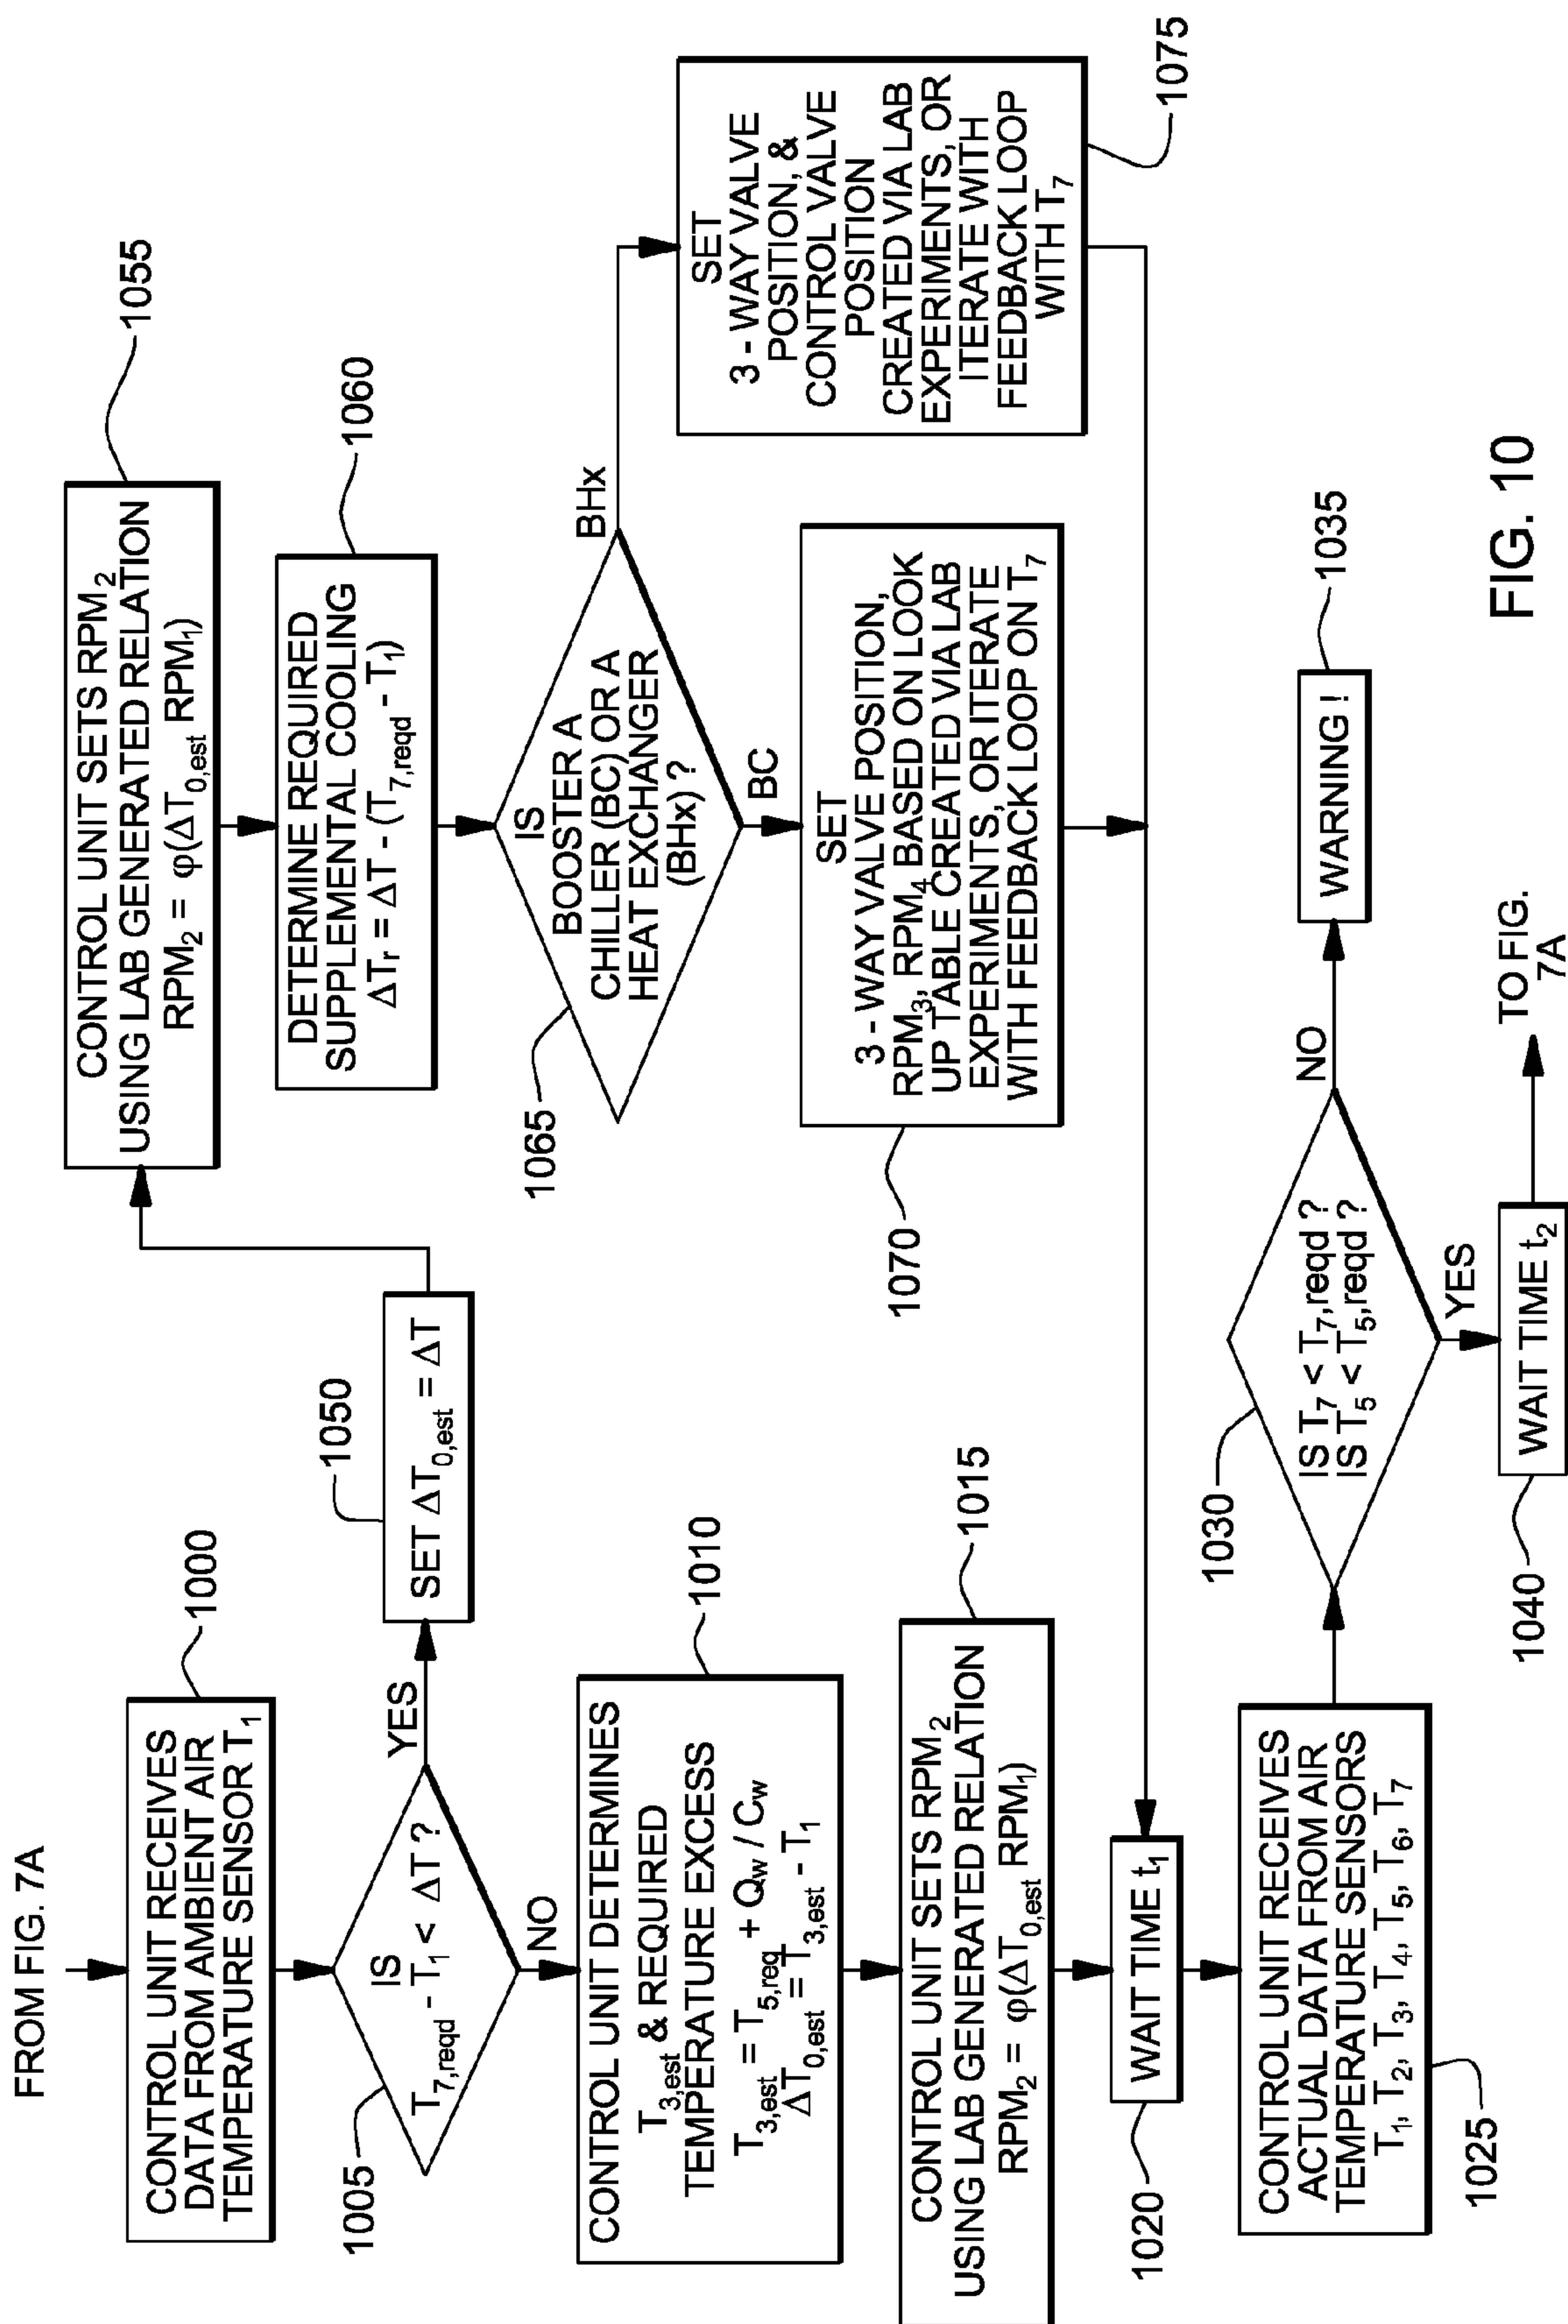 FROM FIG. 7A
1000
CONTROL UNIT RECEIVES
DATA FROM AMBIENT AIR
TEMPERATURE SENSOR T₁
1005
IS
T₇,reqd - T₁ < ΔT ?
YES
NO
1010
CONTROL UNIT DETERMINES
T₃,est & REQUIRED
TEMPERATURE EXCESS
T₃,est = T₅,req + Qw / Cw
ΔT₀,est = T₃,est - T₁
1015
CONTROL UNIT SETS RPM₂
USING LAB GENERATED RELATION
RPM₂ = φ(ΔT₀,est RPM₁)
1020
WAIT TIME t₁
1025
CONTROL UNIT RECEIVES
ACTUAL DATA FROM AIR
TEMPERATURE SENSORS
T₁, T₂, T₃, T₄, T₅, T₆, T₇
1050
SET ΔT₀,est = ΔT
1055
CONTROL UNIT SETS RPM₂
USING LAB GENERATED RELATION
RPM₂ = φ(ΔT₀,est RPM₁)
1060
DETERMINE REQUIRED
SUPPLEMENTAL COOLING
ΔTr = ΔT - (T₇,reqd - T₁)
1065
IS
BOOSTER A
CHILLER (BC) OR A
HEAT EXCHANGER
(BHx) ?
BHx
BC
1070
SET
3 - WAY VALVE POSITION,
RPM₃, RPM₄ BASED ON LOOK
UP TABLE CREATED VIA LAB
EXPERIMENTS, OR ITERATE
WITH FEEDBACK LOOP ON T₇
1075
SET
3 - WAY VALVE
POSITION, &
CONTROL VALVE
POSITION
CREATED VIA LAB
EXPERIMENTS, OR
ITERATE WITH
FEEDBACK LOOP
WITH T₇
1030
IS T₇ < T₇,reqd ?
IS T₅ < T₅,reqd ?
NO
YES
1035
WARNING !
1040
WAIT TIME t₂
TO FIG.
7A
FIG. 10